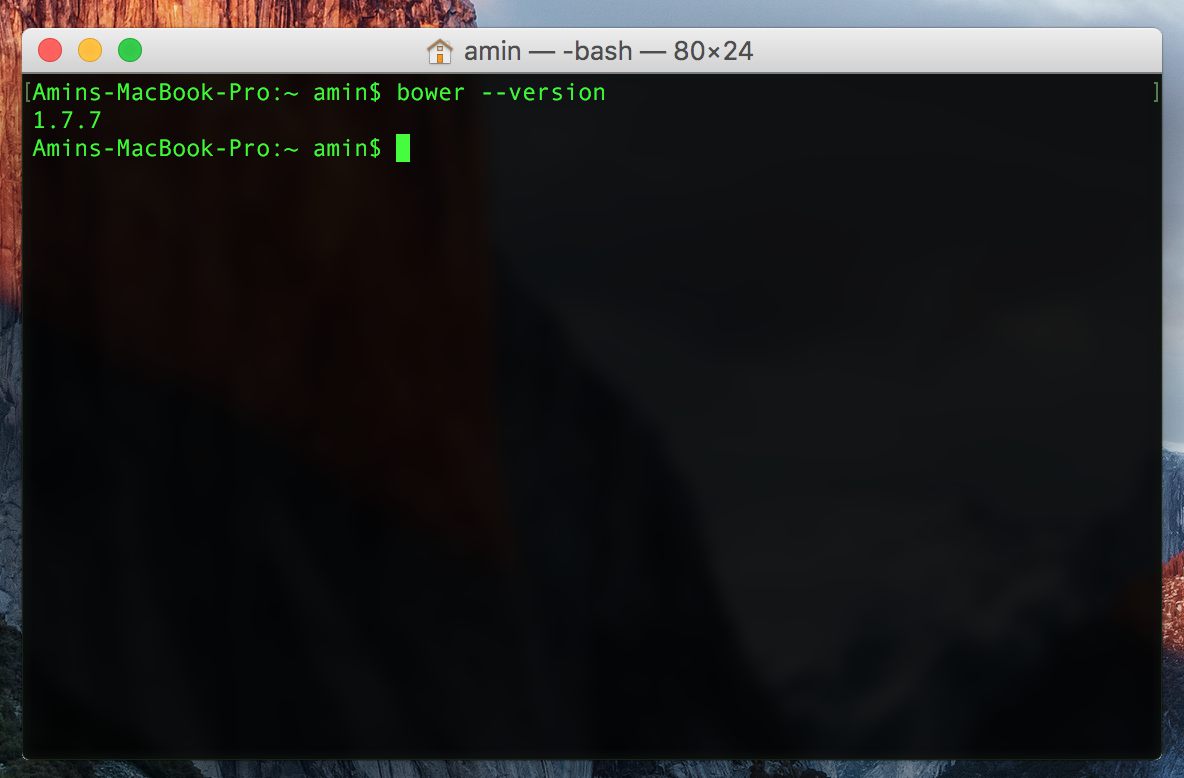 amin — -bash — 80×24
[Amins-MacBook-Pro:~ amin$ bower --version ]
1.7.7
Amins-MacBook-Pro:~ amin$